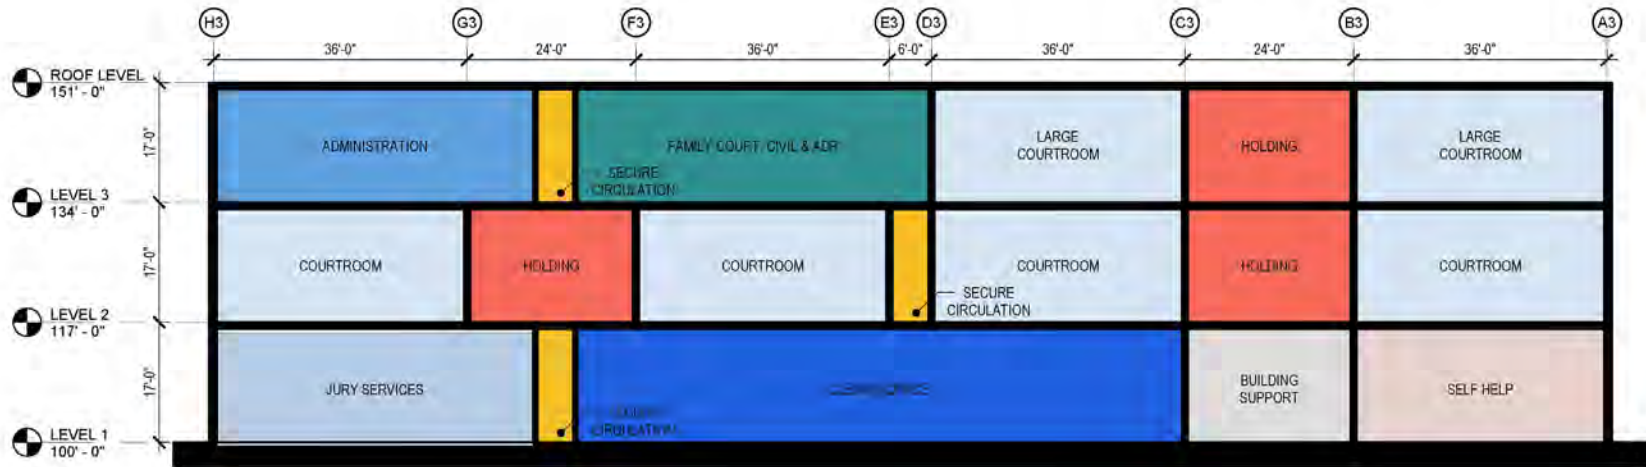 H3 G3 F3 E3 D3 C3 B3 A3
36'-0" 24'-0" 36'-0" 6'-0" 36'-0" 24'-0" 36'-0"
ROOF LEVEL
151' - 0"
17'-0"
ADMINISTRATION
FAMILY COURT, CIVIL & ADR
LARGE
COURTROOM
HOLDING
LARGE
COURTROOM
SECURE
CIRCULATION
LEVEL 3
134' - 0"
17'-0"
COURTROOM
HOLDING
COURTROOM
COURTROOM
HOLDING
COURTROOM
SECURE
CIRCULATION
LEVEL 2
117' - 0"
17'-0"
JURY SERVICES
BUILDING
SUPPORT
SELF HELP
SECURE
CIRCULATION
LEVEL 1
100' - 0"